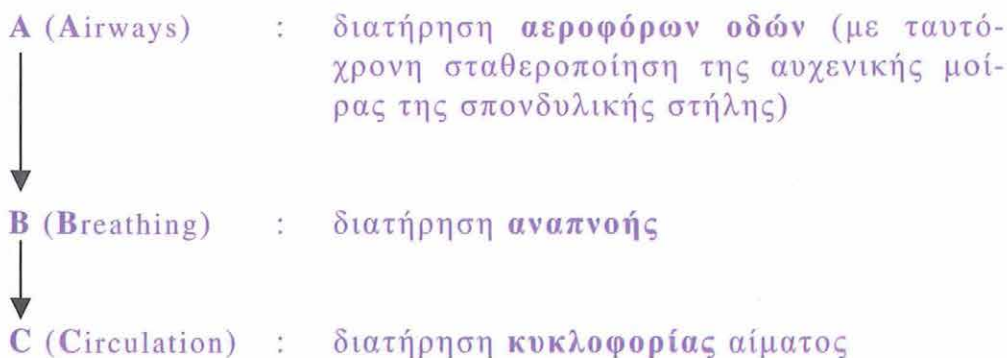 A (Airways) : διατήρηση αεροφόρων οδών (με ταυτό-
χρονη σταθεροποίηση της αυχενικής μοί-
ρας της σπονδυλικής στήλης)
B (Breathing) : διατήρηση αναπνοής
C (Circulation) : διατήρηση κυκλοφορίας αίματος